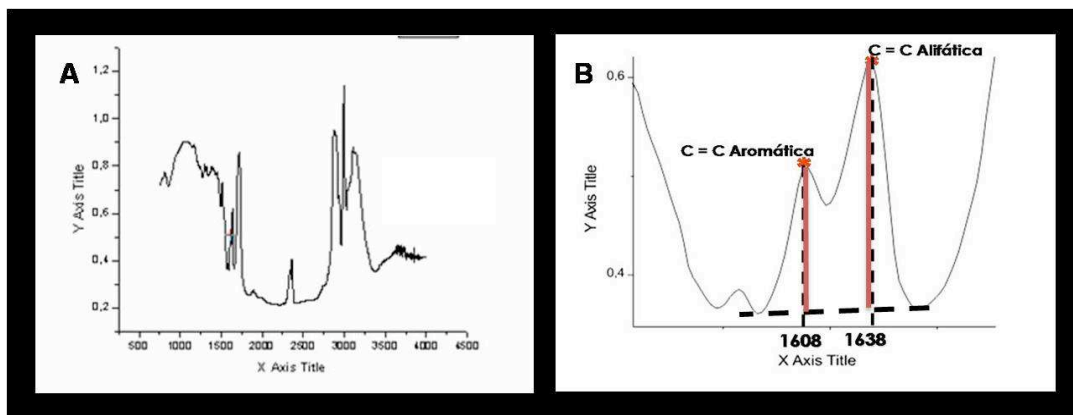 A
1,2
1,0
0,8
0,6
0,4
0,2
Y Axis Title
500 1000 1500 2000 2500 3000 3500 4000 4500
X Axis Title
B
C = C Alifática
0,6
C = C Aromática
Y Axis Title
0,4
1608 1638
X Axis Title